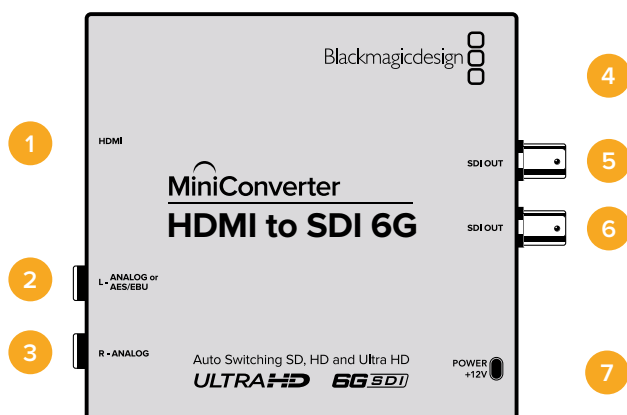 Blackmagicdesign
4
1
HDMI
SDI OUT
5
MiniConverter
HDMI to SDI 6G
SDI OUT
6
2
L - ANALOG or
AES/EBU
3
R - ANALOG
Auto Switching SD, HD and Ultra HD
ULTRAHD 6G SDI
POWER
+12V
7